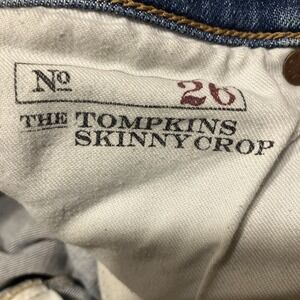 Nº 26
THE TOMPKINS
SKINNY CROP